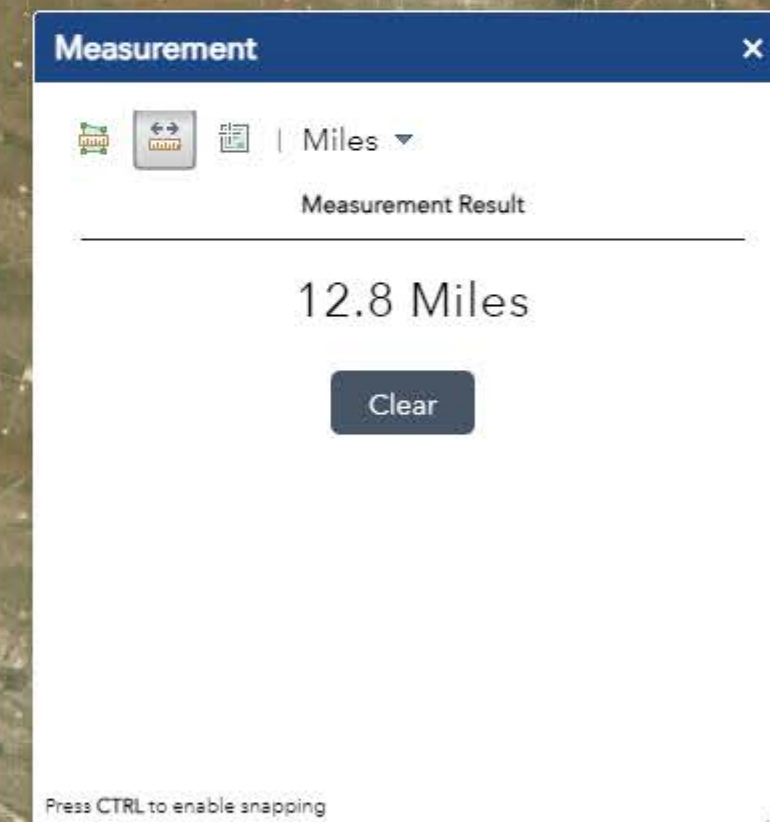 Measurement
| Miles
Measurement Result
12.8 Miles
Clear
Press CTRL to enable snapping